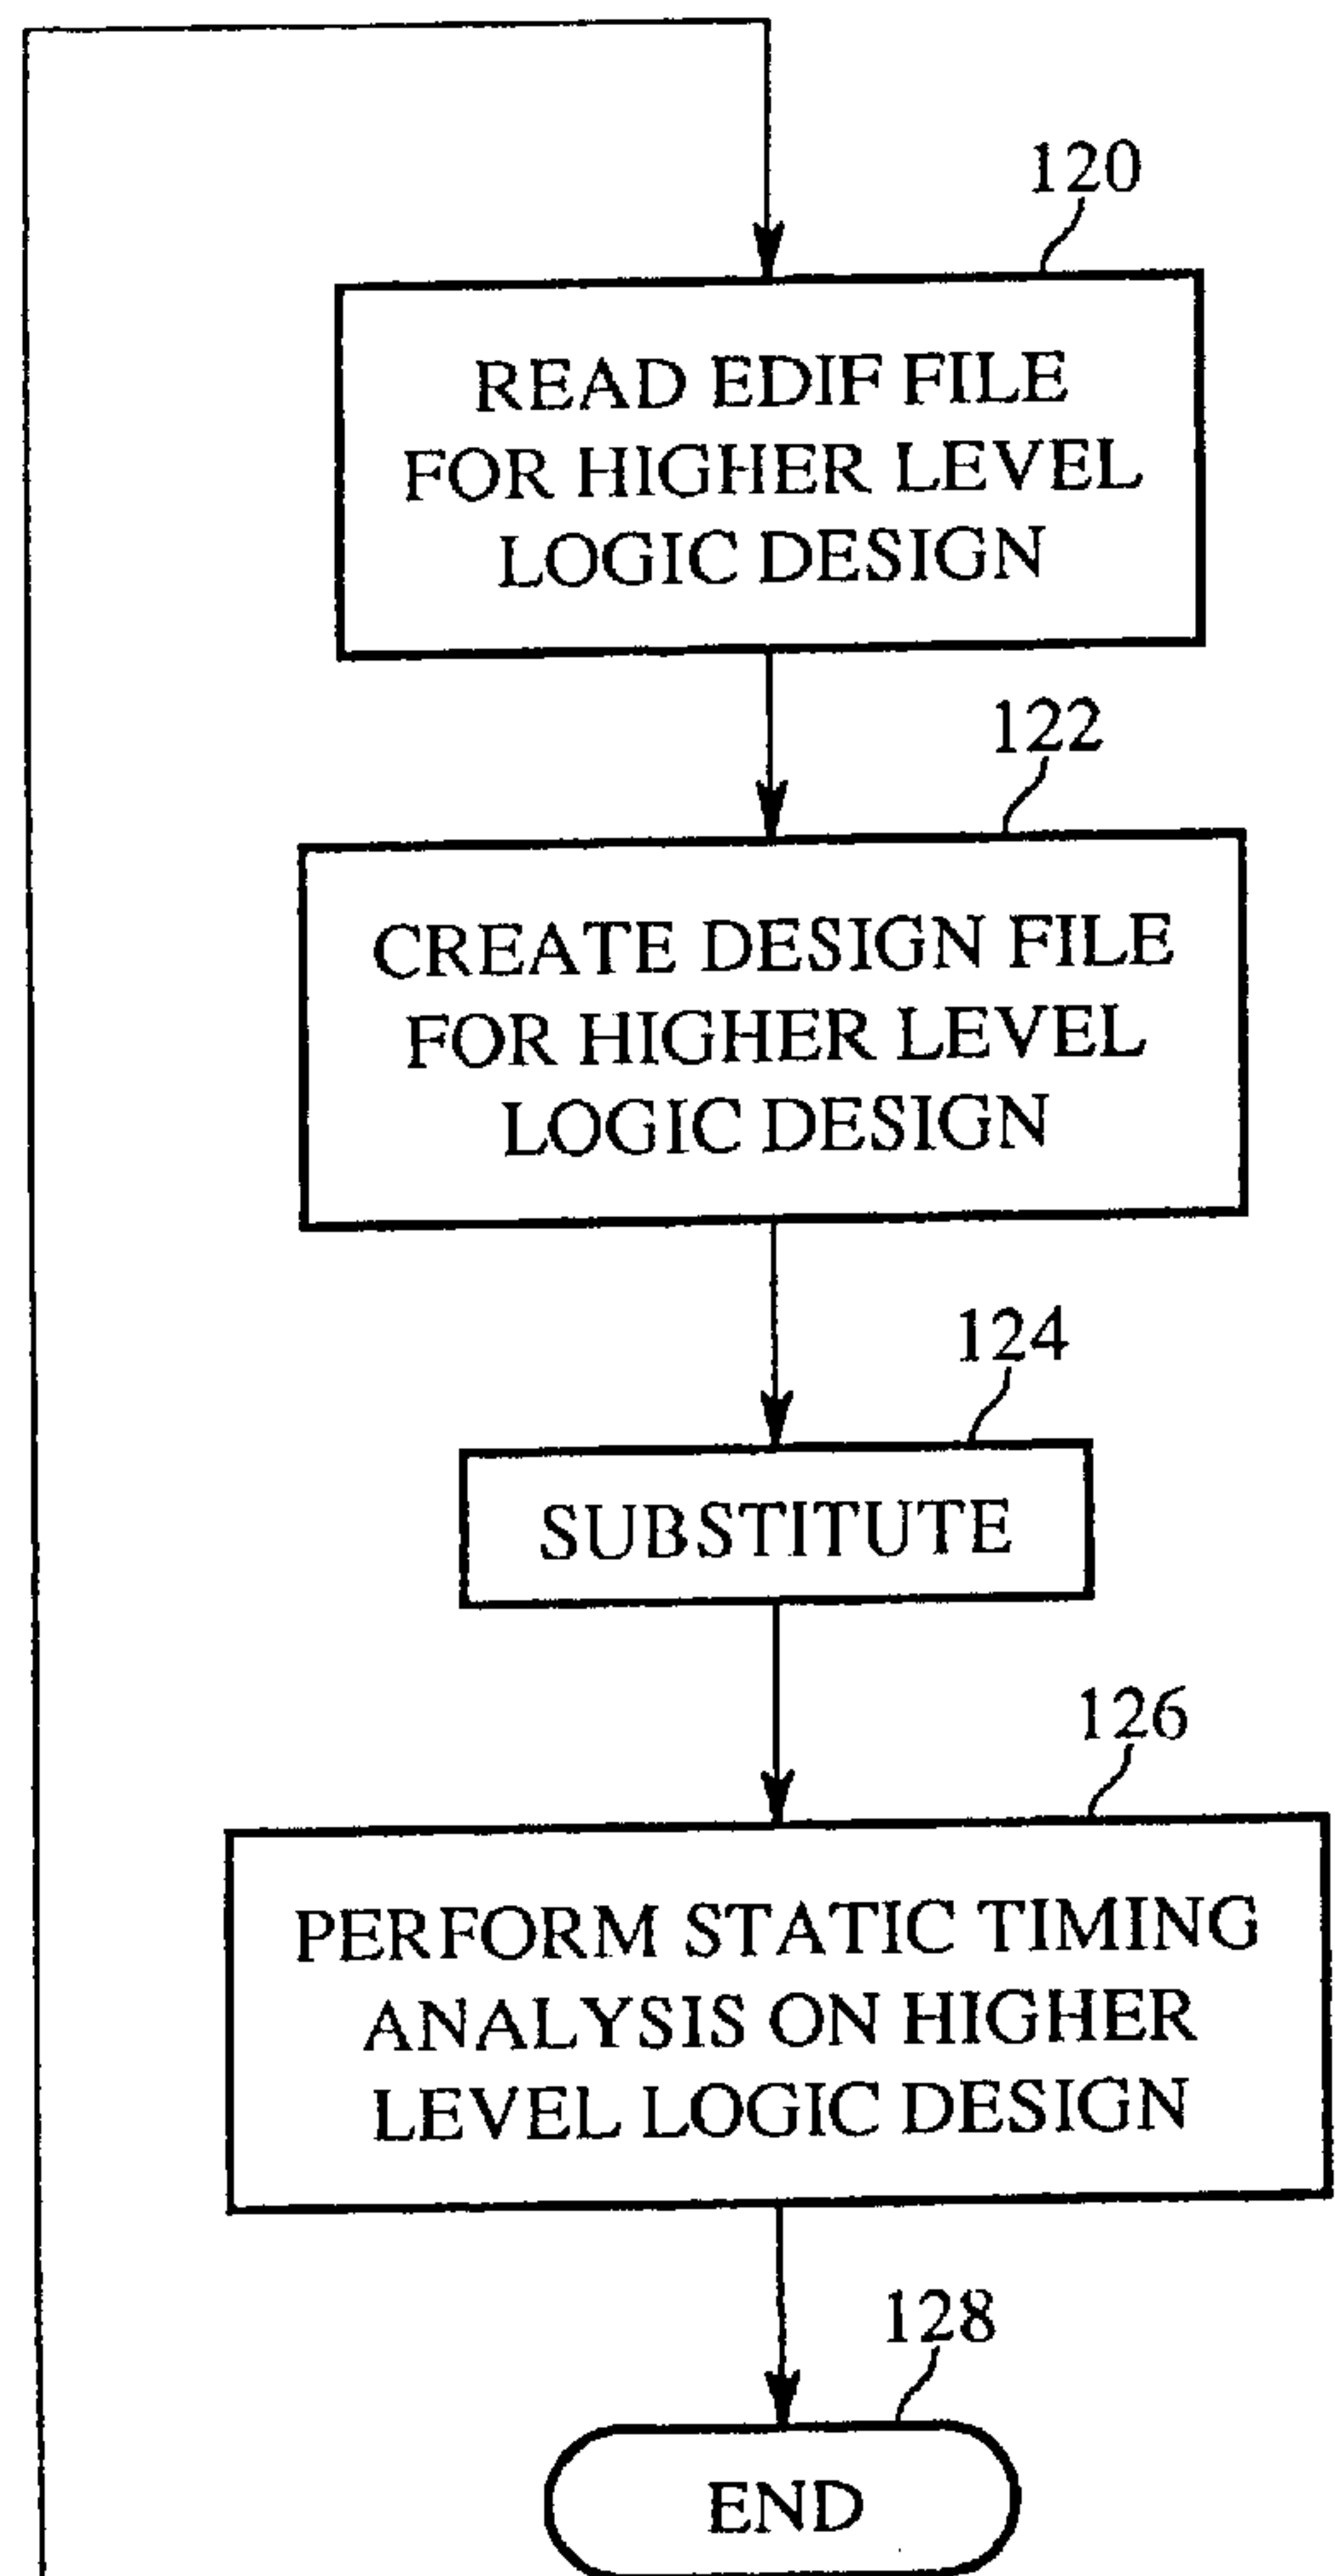 120
READ EDIF FILE
FOR HIGHER LEVEL
LOGIC DESIGN
122
CREATE DESIGN FILE
FOR HIGHER LEVEL
LOGIC DESIGN
124
SUBSTITUTE
126
PERFORM STATIC TIMING
ANALYSIS ON HIGHER
LEVEL LOGIC DESIGN
128
END